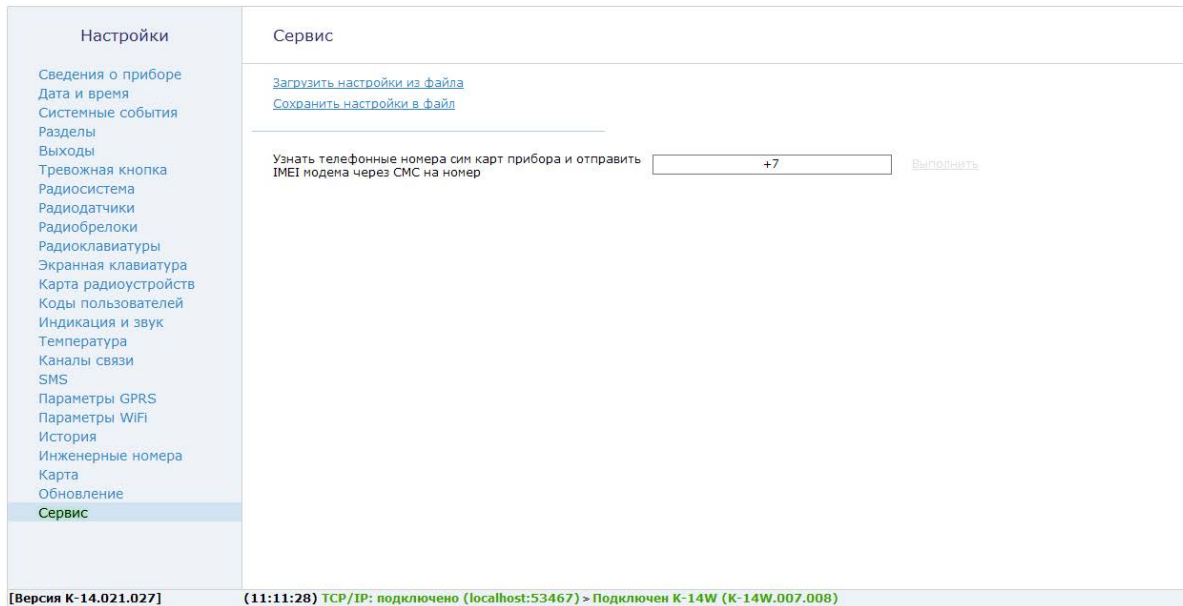 Настройки
Сведения о приборе
Дата и время
Системные события
Разделы
Выходы
Тревожная кнопка
Радиосистема
Радиодатчики
Радиобрелоки
Радиоклавиатуры
Экранная клавиатура
Карта радиоустройств
Коды пользователей
Индикация и звук
Температура
Каналы связи
SMS
Параметры GPRS
Параметры WiFi
История
Инженерные номера
Карта
Обновление
Сервис
Сервис
Загрузить настройки из файла
Сохранить настройки в файл
Узнать телефонные номера сим карт прибора и отправить
IMEI модема через СМС на номер
+7
Выполнить
[Версия К-14.021.027]
(11:11:28) TCP/IP: подключено (localhost:53467) > Подключен К-14W (К-14W.007.008)